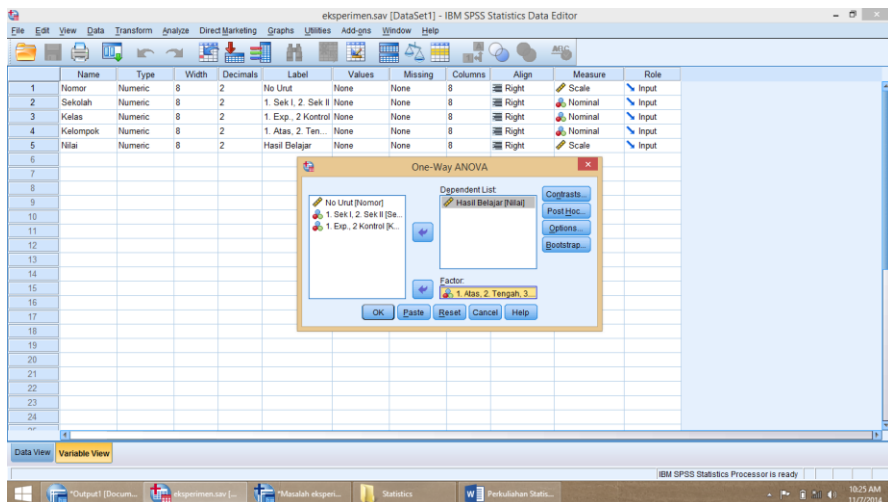 eksperimen.sav [DataSet1] - IBM SPSS Statistics Data Editor
File Edit View Data Transform Analyze Direct Marketing Graphs Utilities Add-ons Window Help
Name Type Width Decimals Label Values Missing Columns Align Measure Role
1 Nomor Numeric 8 2 No Urut None None 8 Right Scale Input
2 Sekolah Numeric 8 2 1. Sek I, 2. Sek II None None 8 Right Nominal Input
3 Kelas Numeric 8 2 1. Exp., 2 Kontrol None None 8 Right Nominal Input
4 Kelompok Numeric 8 2 1. Atas, 2. Ten... None None 8 Right Nominal Input
5 Nilai Numeric 8 2 Hasil Belajar None None 8 Right Scale Input
6
7
8
9
10
11
12
13
14
15
16
17
18
19
20
21
22
23
24
One-Way ANOVA
No Urut [Nomor]
1. Sek I, 2. Sek II [Se...
1. Exp., 2 Kontrol [K...
Dependent List:
Hasil Belajar [Nilai]
Factor:
1. Atas, 2. Tengah, 3...
Contrasts...
Post Hoc...
Options...
Bootstrap...
OK Paste Reset Cancel Help
Data View Variable View
IBM SPSS Statistics Processor is ready
*Output1 [Docum... eksperimen.sav [... *Masalah eksperi... Statistics Perkuliahan Statis...
10:25 AM
11/7/2014